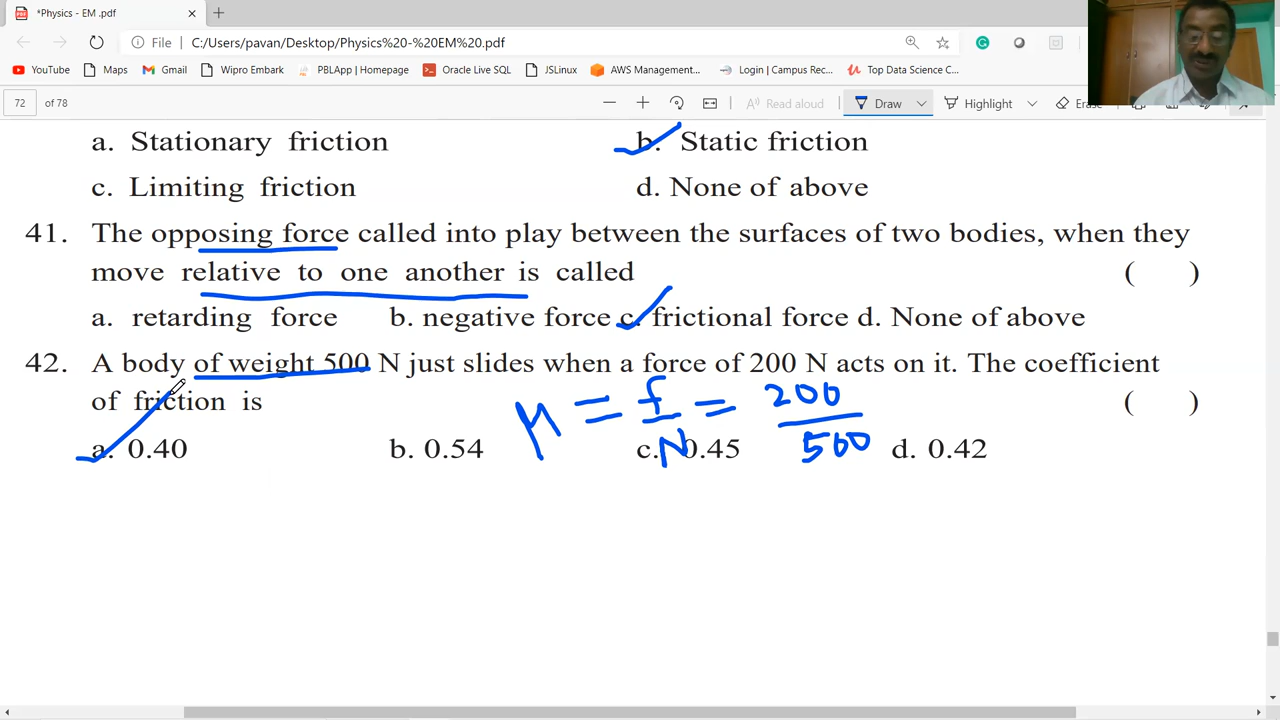 *Physics - EM .pdf
File C:/Users/pavan/Desktop/Physics%20-%20EM%20.pdf
YouTube Maps Gmail Wipro Embark PBLApp | Homepage Oracle Live SQL JSLinux AWS Management... Login | Campus Rec... Top Data Science C...
72 of 78 Read aloud Draw Highlight Erase
a. Stationary friction b. Static friction
c. Limiting friction d. None of above
41. The opposing force called into play between the surfaces of two bodies, when they
move relative to one another is called ( )
a. retarding force b. negative force c. frictional force d. None of above
42. A body of weight 500 N just slides when a force of 200 N acts on it. The coefficient
of friction is ( )
μ = f/N = 200/500
a. 0.40 b. 0.54 c. 0.45 d. 0.42